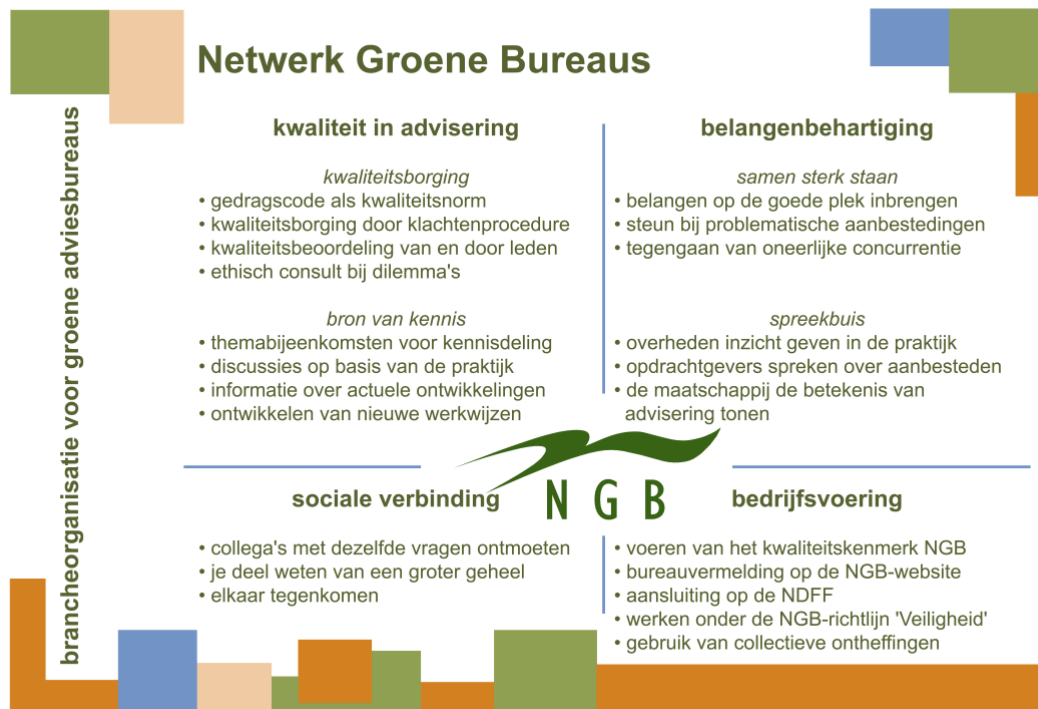 Netwerk Groene Bureaus
brancheorganisatie voor groene adviesbureaus
kwaliteit in advisering
kwaliteitsborging
• gedragscode als kwaliteitsnorm
• kwaliteitsborging door klachtenprocedure
• kwaliteitsbeoordeling van en door leden
• ethisch consult bij dilemma's
bron van kennis
• themabijeenkomsten voor kennisdeling
• discussies op basis van de praktijk
• informatie over actuele ontwikkelingen
• ontwikkelen van nieuwe werkwijzen
belangenbehartiging
samen sterk staan
• belangen op de goede plek inbrengen
• steun bij problematische aanbestedingen
• tegengaan van oneerlijke concurrentie
spreekbuis
• overheden inzicht geven in de praktijk
• opdrachtgevers spreken over aanbesteden
• de maatschappij de betekenis van
advisering tonen
NGB
sociale verbinding
• collega's met dezelfde vragen ontmoeten
• je deel weten van een groter geheel
• elkaar tegenkomen
bedrijfsvoering
• voeren van het kwaliteitskenmerk NGB
• bureauvermelding op de NGB-website
• aansluiting op de NDFF
• werken onder de NGB-richtlijn 'Veiligheid'
• gebruik van collectieve ontheffingen